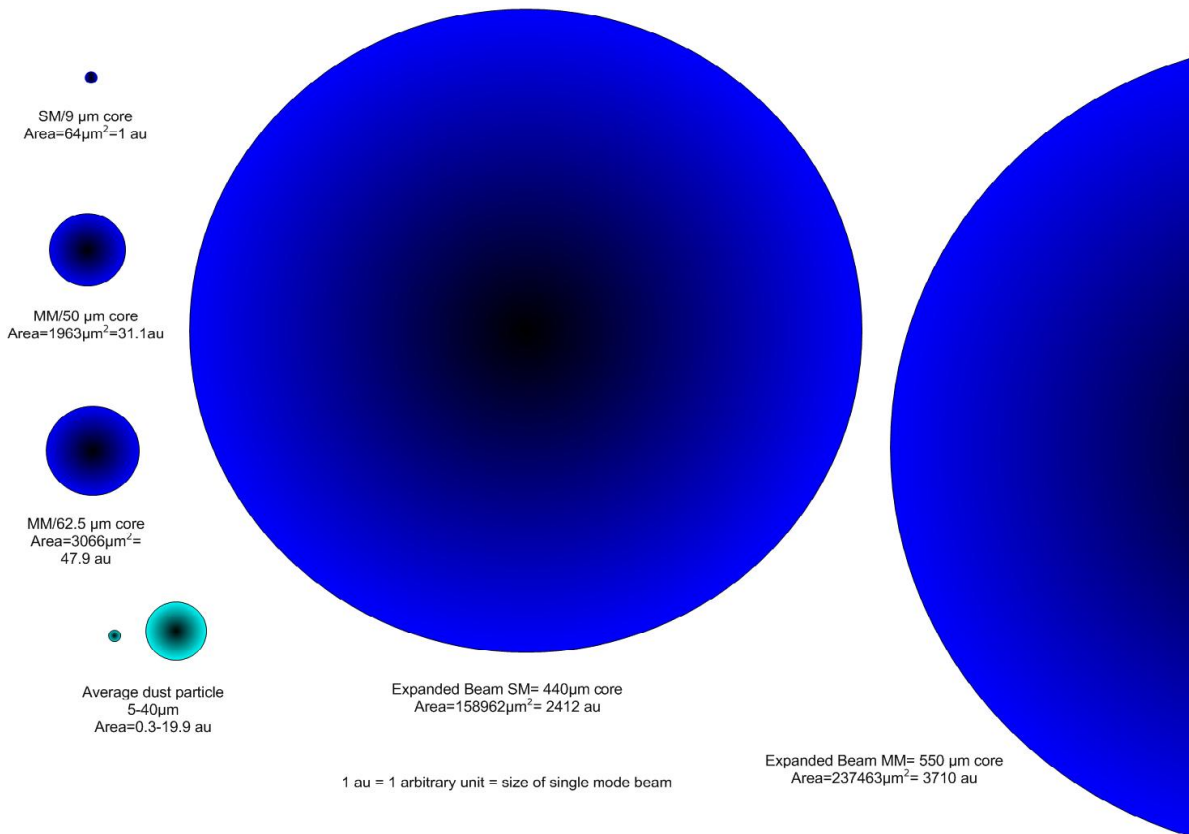 SM/9 µm core
Area=64µm²=1 au
MM/50 µm core
Area=1963µm²=31.1au
MM/62.5 µm core
Area=3066µm²=
47.9 au
Average dust particle
5-40µm
Area=0.3-19.9 au
Expanded Beam SM= 440µm core
Area=158962µm²= 2412 au
Expanded Beam MM= 550 µm core
Area=237463µm²= 3710 au
1 au = 1 arbitrary unit = size of single mode beam